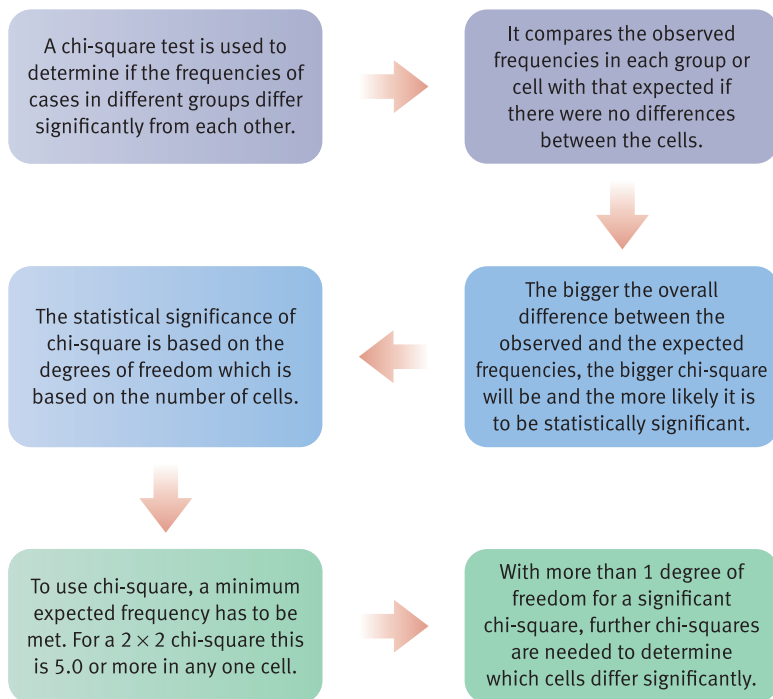 A chi-square test is used to
determine if the frequencies of
cases in different groups differ
significantly from each other.
It compares the observed
frequencies in each group or
cell with that expected if
there were no differences
between the cells.
The bigger the overall
difference between the
observed and the expected
frequencies, the bigger chi-square
will be and the more likely it is
to be statistically significant.
The statistical significance of
chi-square is based on the
degrees of freedom which is
based on the number of cells.
To use chi-square, a minimum
expected frequency has to be
met. For a 2 × 2 chi-square this
is 5.0 or more in any one cell.
With more than 1 degree of
freedom for a significant
chi-square, further chi-squares
are needed to determine
which cells differ significantly.